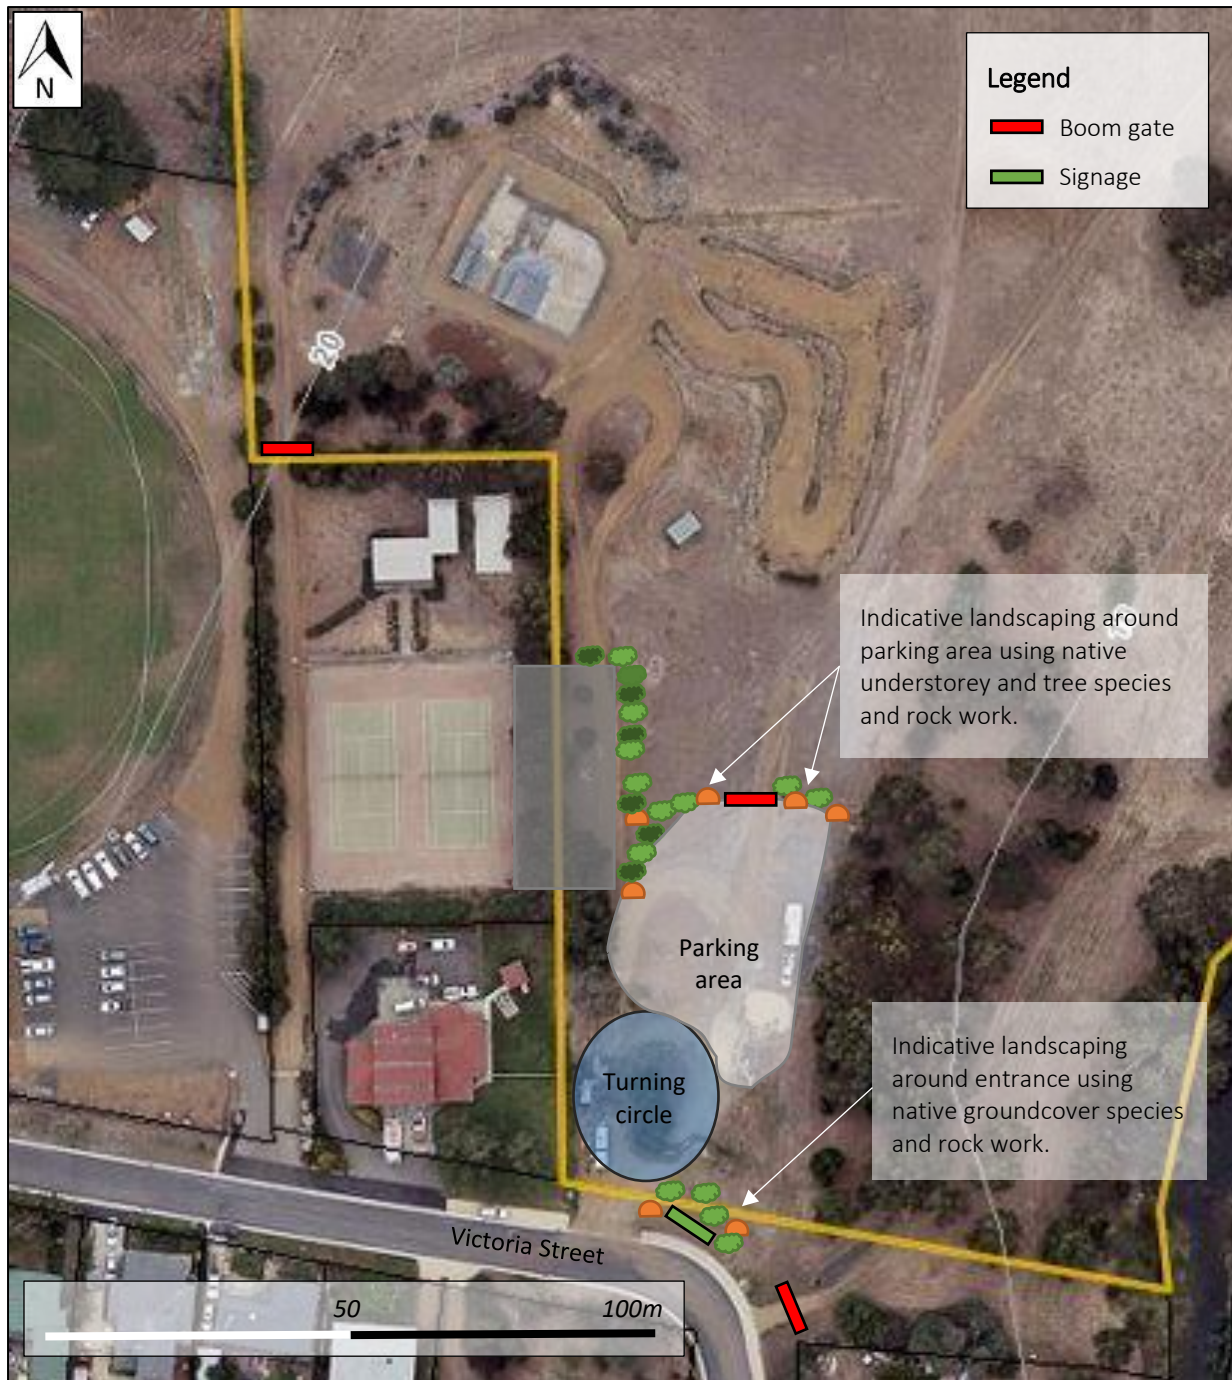 N
Legend
Boom gate
Signage
20
Indicative landscaping around
parking area using native
understorey and tree species
and rock work.
Parking
area
Indicative landscaping
around entrance using
native groundcover species
and rock work.
Turning
circle
Victoria Street
50
100m